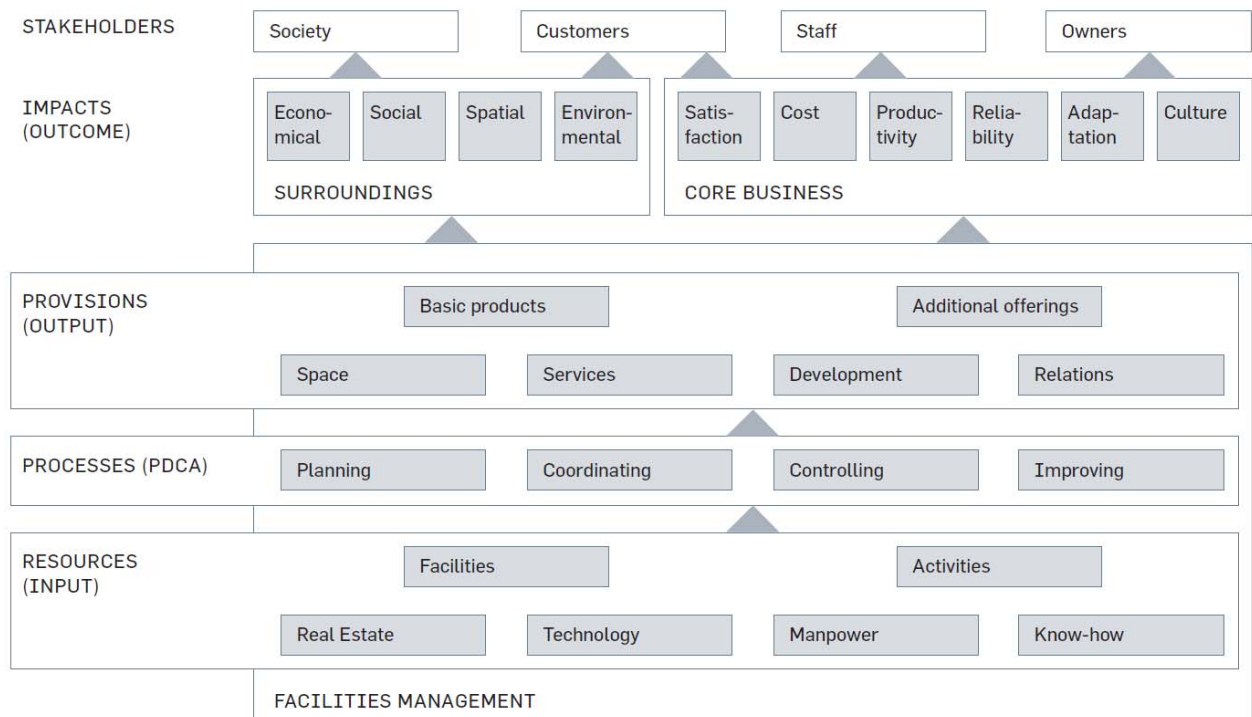 STAKEHOLDERS
Society
Customers
Staff
Owners
IMPACTS
(OUTCOME)
Econo-
mical
Social
Spatial
Environ-
mental
Satis-
faction
Cost
Produc-
tivity
Relia-
bility
Adap-
tation
Culture
SURROUNDINGS
CORE BUSINESS
PROVISIONS
(OUTPUT)
Basic products
Additional offerings
Space
Services
Development
Relations
PROCESSES (PDCA)
Planning
Coordinating
Controlling
Improving
RESOURCES
(INPUT)
Facilities
Activities
Real Estate
Technology
Manpower
Know-how
FACILITIES MANAGEMENT